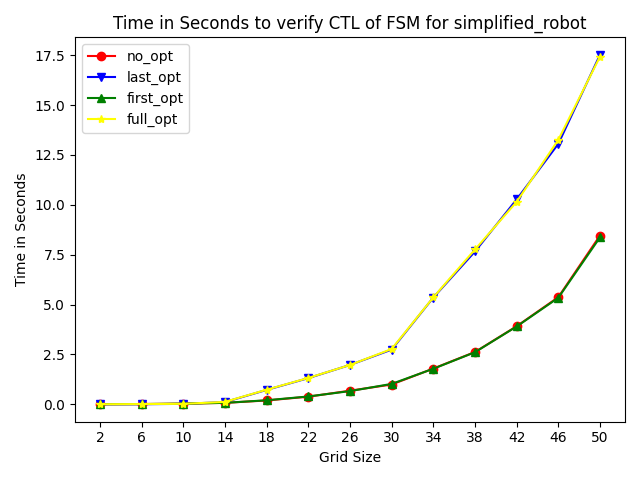 Time in Seconds to verify CTL of FSM for simplified_robot
no_opt
last_opt
first_opt
full_opt
17.5
15.0
12.5
10.0
7.5
5.0
2.5
0.0
Time in Seconds
2 6 10 14 18 22 26 30 34 38 42 46 50
Grid Size